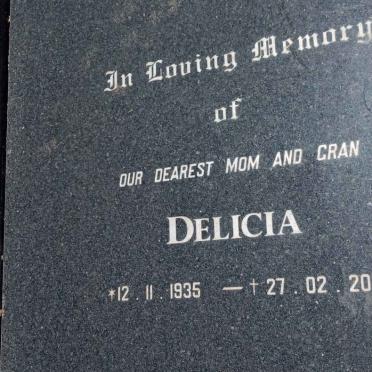 In Loving Memory
of
OUR DEAREST MOM AND GRAN
DELICIA
*12.11.1935 — †27.02.20